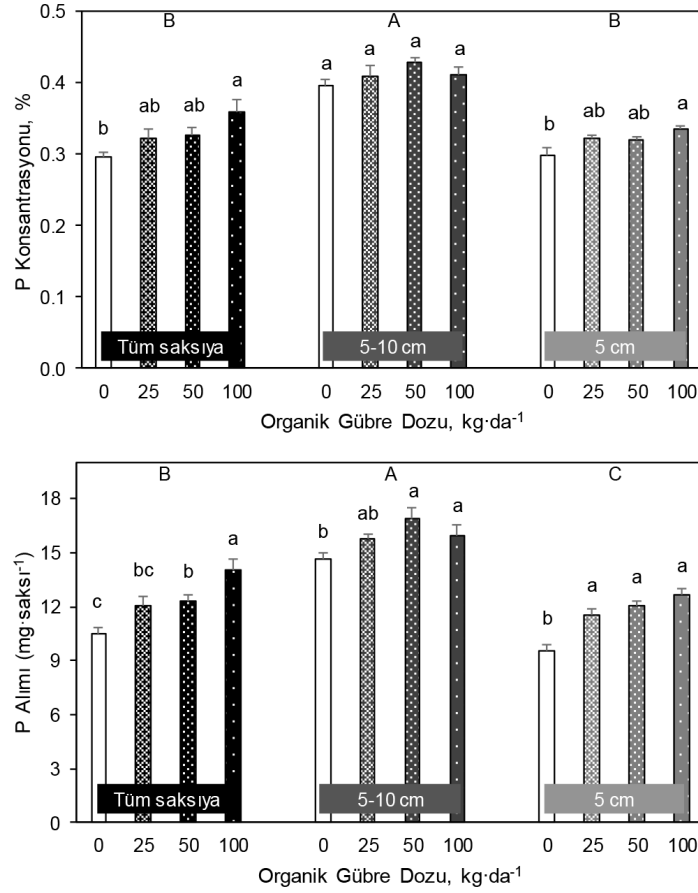 B A B
0.5
0.4
0.3
0.2
0.1
0.0
P Konsantrasyonu, %
b ab ab a
a a a a
b ab ab a
Tüm saksıya 5-10 cm 5 cm
0 25 50 100 0 25 50 100 0 25 50 100
Organik Gübre Dozu, kg·da⁻¹
B A C
18
15
12
9
6
3
0
P Alımı (mg·saksı⁻¹)
c bc b a
b ab a a
b a a a
Tüm saksıya 5-10 cm 5 cm
0 25 50 100 0 25 50 100 0 25 50 100
Organik Gübre Dozu, kg·da⁻¹